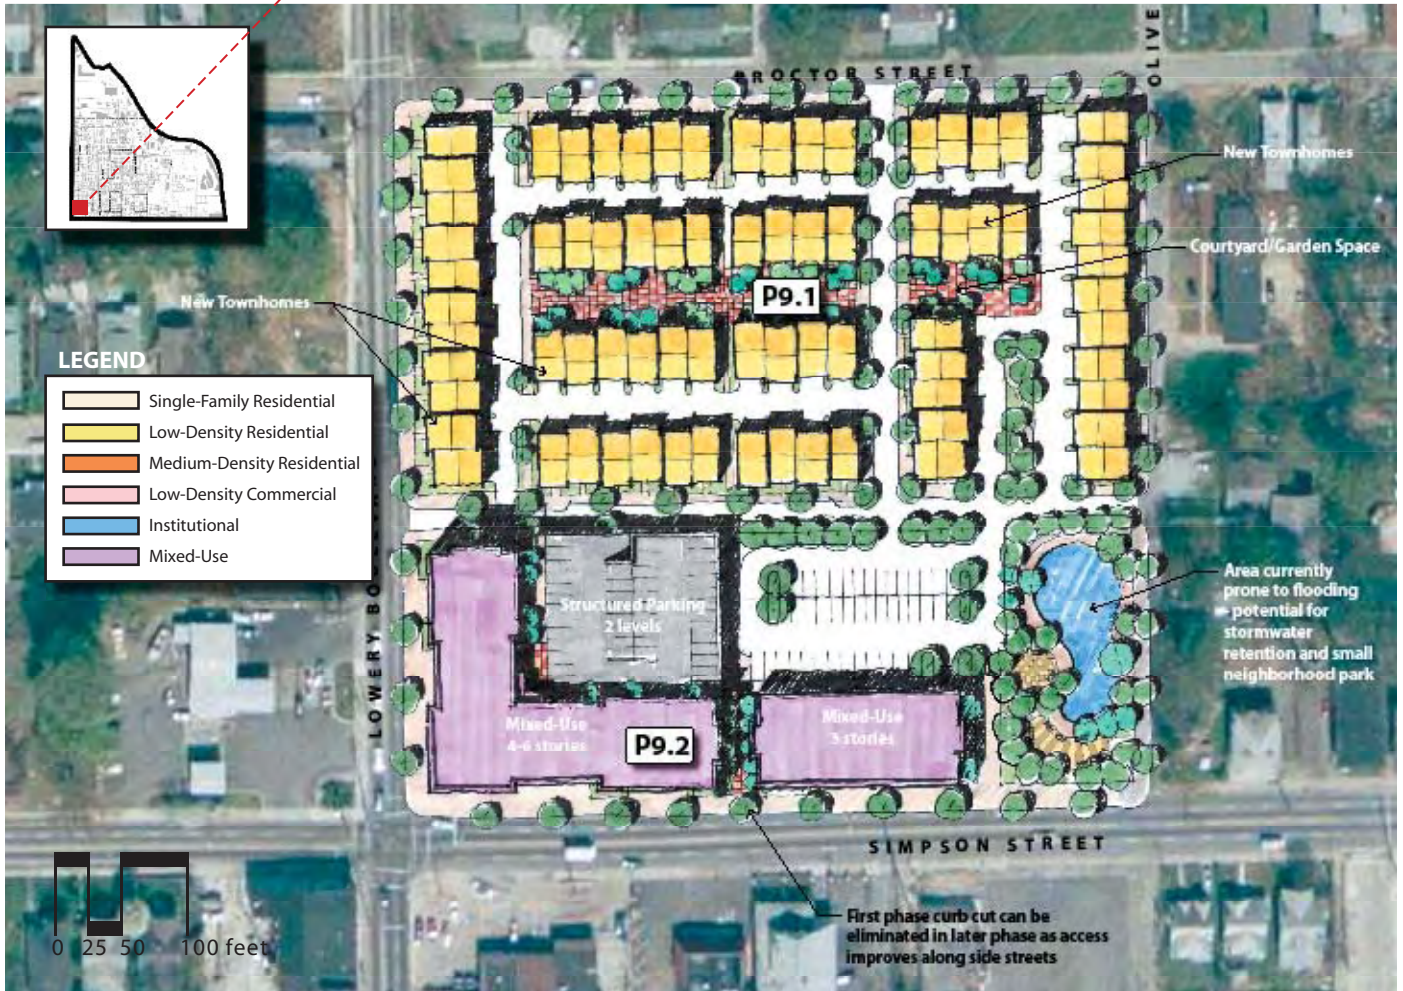 PROCTOR STREET
OLIVE
New Townhomes
Courtyard/Garden Space
P9.1
New Townhomes
LEGEND
Single-Family Residential
Low-Density Residential
Medium-Density Residential
Low-Density Commercial
Institutional
Mixed-Use
LOWERY
Structured Parking
2 levels
Area currently
prone to flooding
potential for
stormwater
retention and small
neighborhood park
Mixed-Use
4-6 stories
P9.2
Mixed-Use
3 stories
SIMPSON STREET
0 25 50 100 feet
First phase curb cut can be
eliminated in later phase as access
improves along side streets